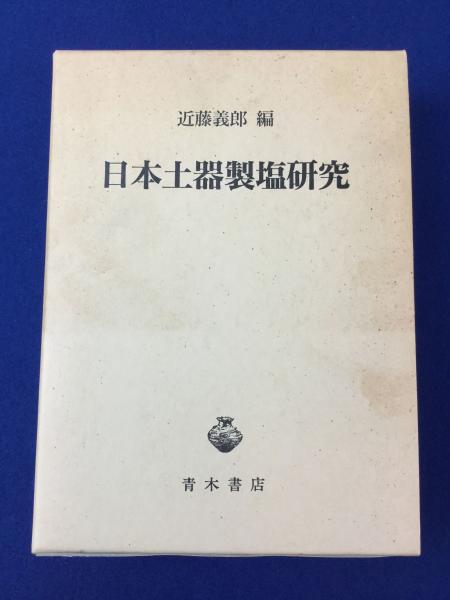 近藤義郎 編
日本土器製塩研究
青木書店